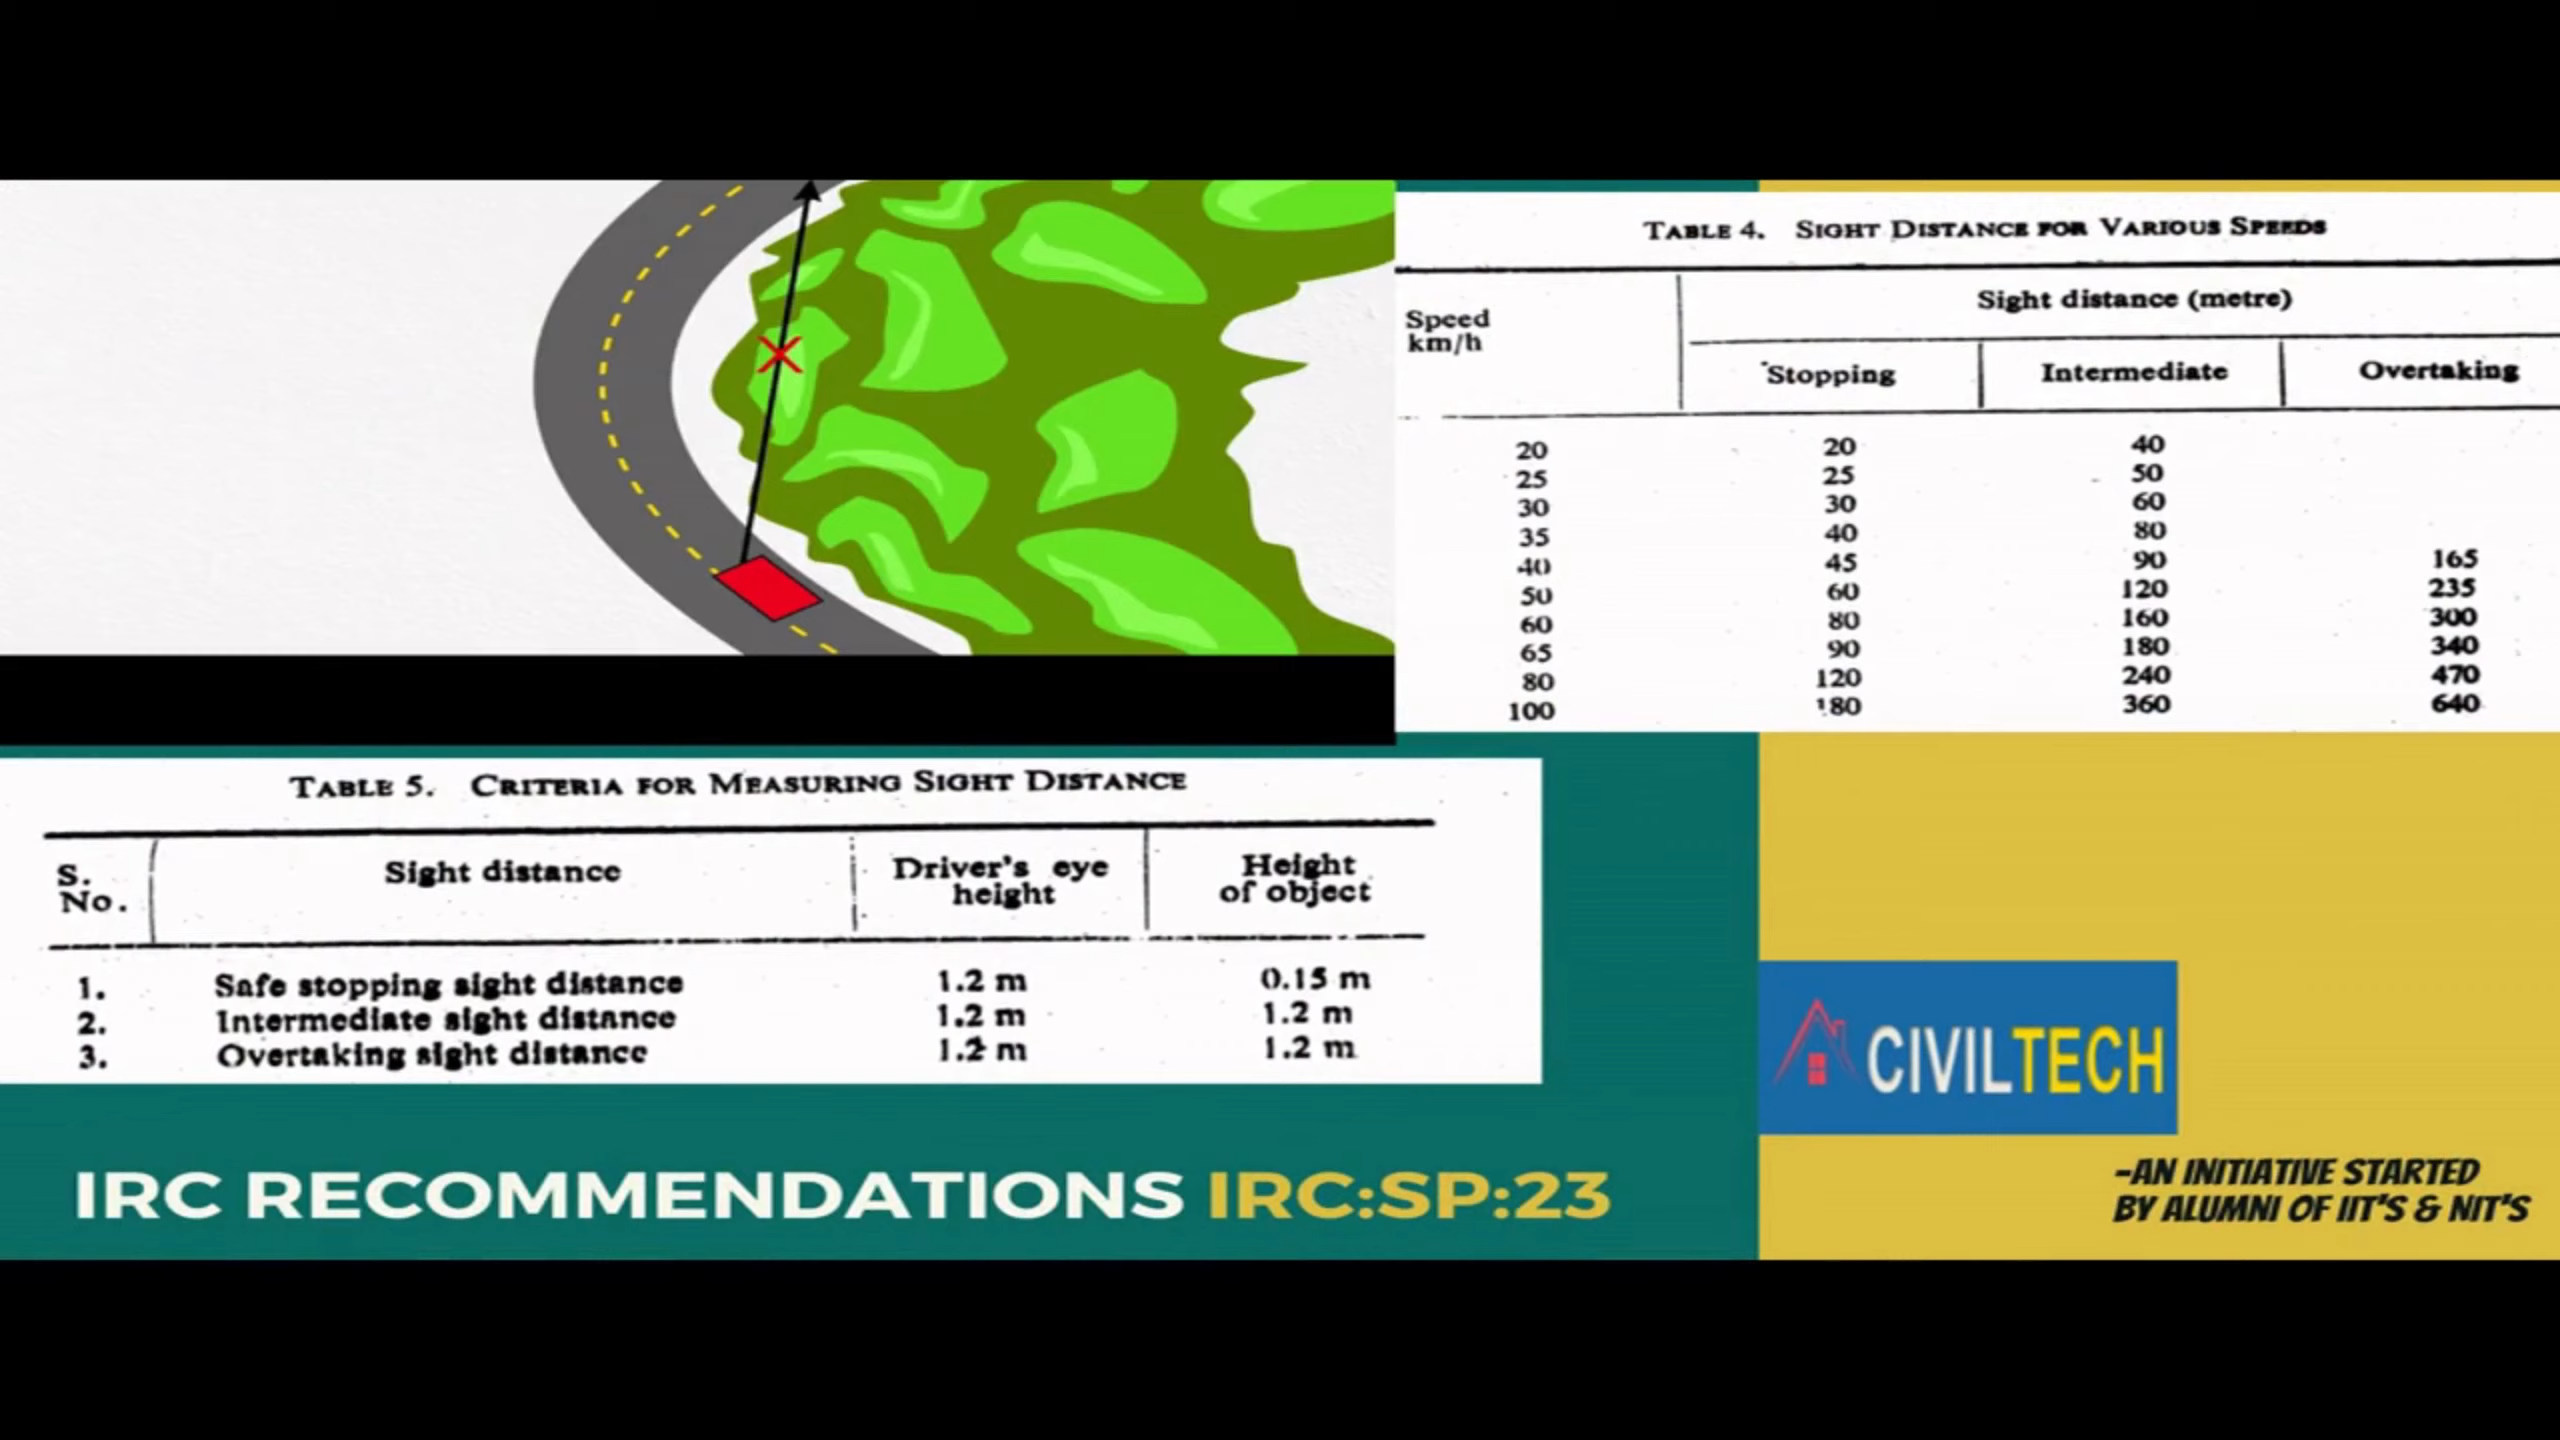 TABLE 4. SIGHT DISTANCE FOR VARIOUS SPEEDS
Speed km/h
Sight distance (metre)
Stopping Intermediate Overtaking
20 20 40
25 25 50
30 30 60
35 40 80
40 45 90 165
50 60 120 235
60 80 160 300
65 90 180 340
80 120 240 470
100 180 360 640
TABLE 5. CRITERIA FOR MEASURING SIGHT DISTANCE
S. No. Sight distance Driver's eye height Height of object
1. Safe stopping sight distance 1.2 m 0.15 m
2. Intermediate sight distance 1.2 m 1.2 m
3. Overtaking sight distance 1.2 m 1.2 m
CIVILTECH
IRC RECOMMENDATIONS IRC:SP:23
-AN INITIATIVE STARTED
BY ALUMNI OF IIT'S & NIT'S